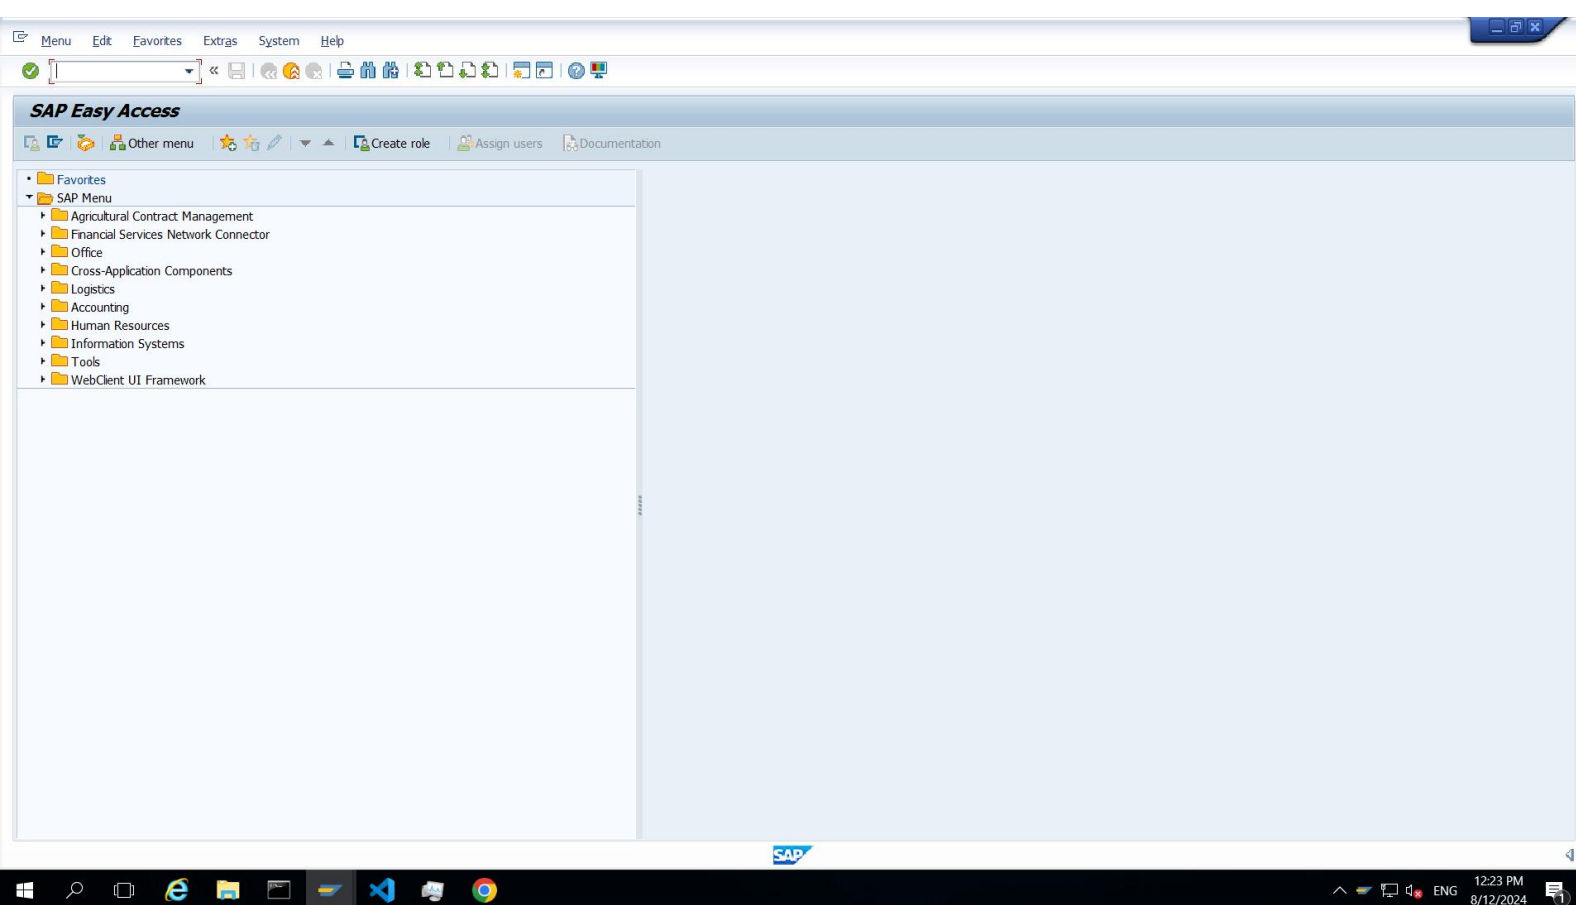 Menu Edit Favorites Extras System Help
SAP Easy Access
Other menu Create role Assign users Documentation
Favorites
SAP Menu
Agricultural Contract Management
Financial Services Network Connector
Office
Cross-Application Components
Logistics
Accounting
Human Resources
Information Systems
Tools
WebClient UI Framework
SAP
ENG
12:23 PM
8/12/2024
1